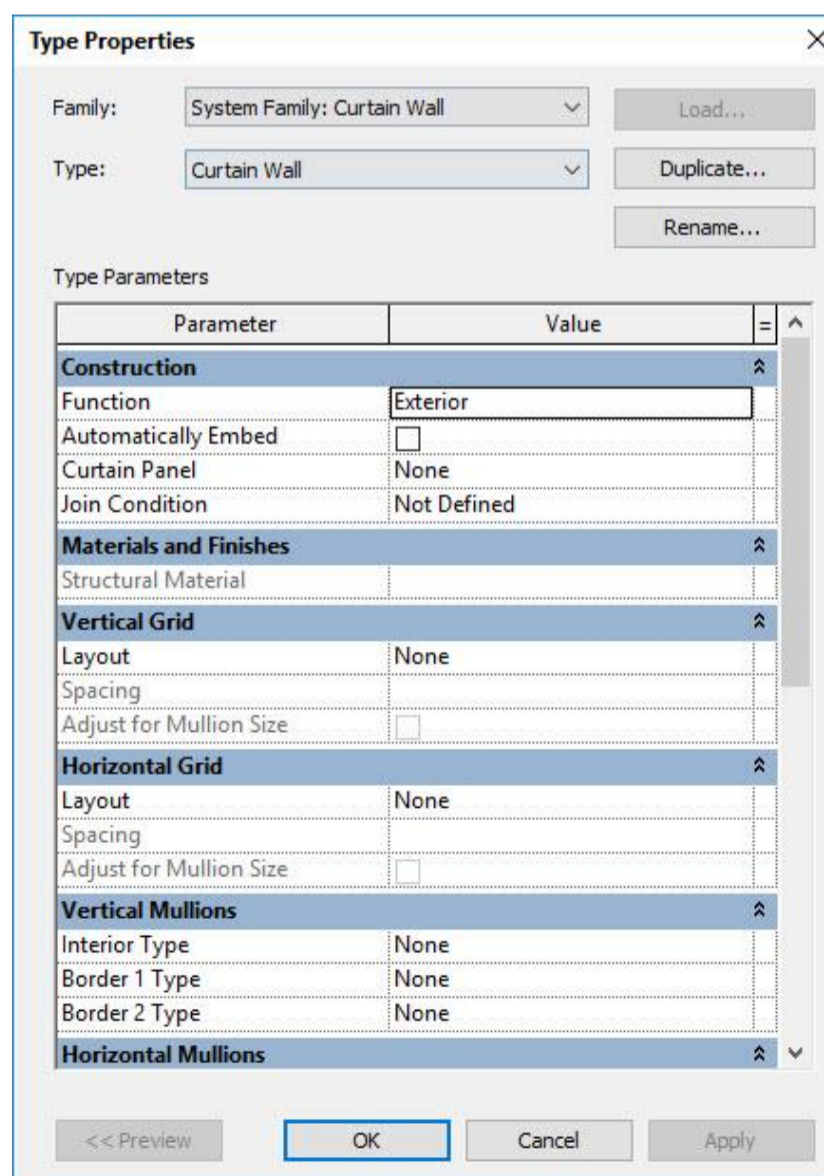 Type Properties
Family: System Family: Curtain Wall Load...
Type: Curtain Wall Duplicate...
Rename...
Type Parameters
Parameter Value =
Construction
Function Exterior
Automatically Embed
Curtain Panel None
Join Condition Not Defined
Materials and Finishes
Structural Material
Vertical Grid
Layout None
Spacing
Adjust for Mullion Size
Horizontal Grid
Layout None
Spacing
Adjust for Mullion Size
Vertical Mullions
Interior Type None
Border 1 Type None
Border 2 Type None
Horizontal Mullions
<< Preview OK Cancel Apply